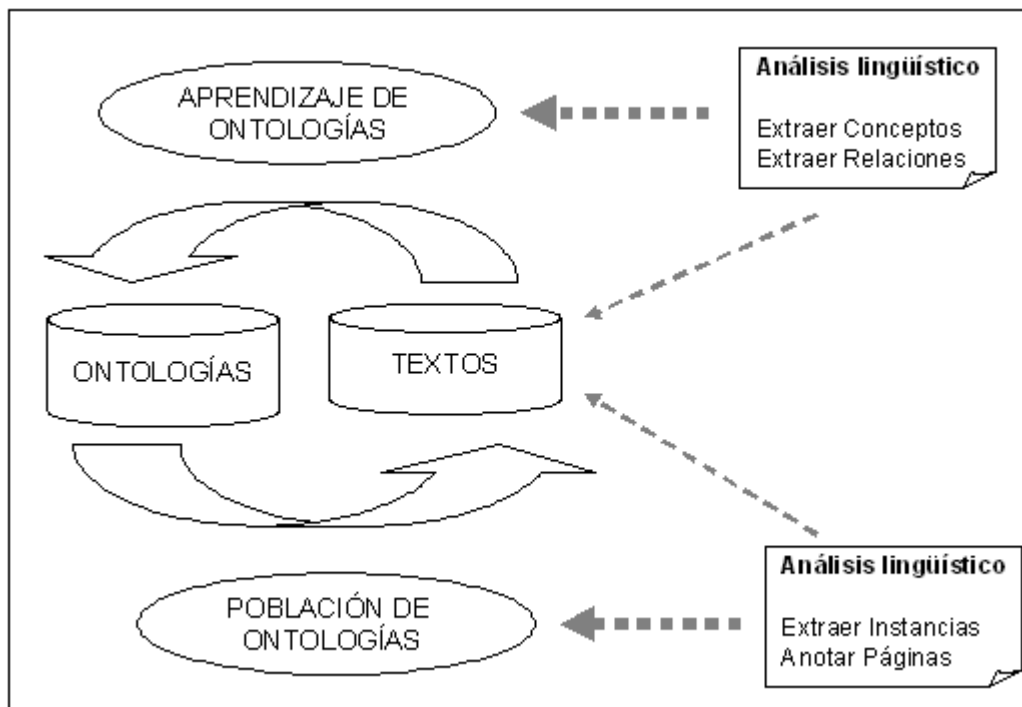 APRENDIZAJE DE
ONTOLOGÍAS
Análisis lingüístico
Extraer Conceptos
Extraer Relaciones
ONTOLOGÍAS
TEXTOS
POBLACIÓN DE
ONTOLOGÍAS
Análisis lingüístico
Extraer Instancias
Anotar Páginas